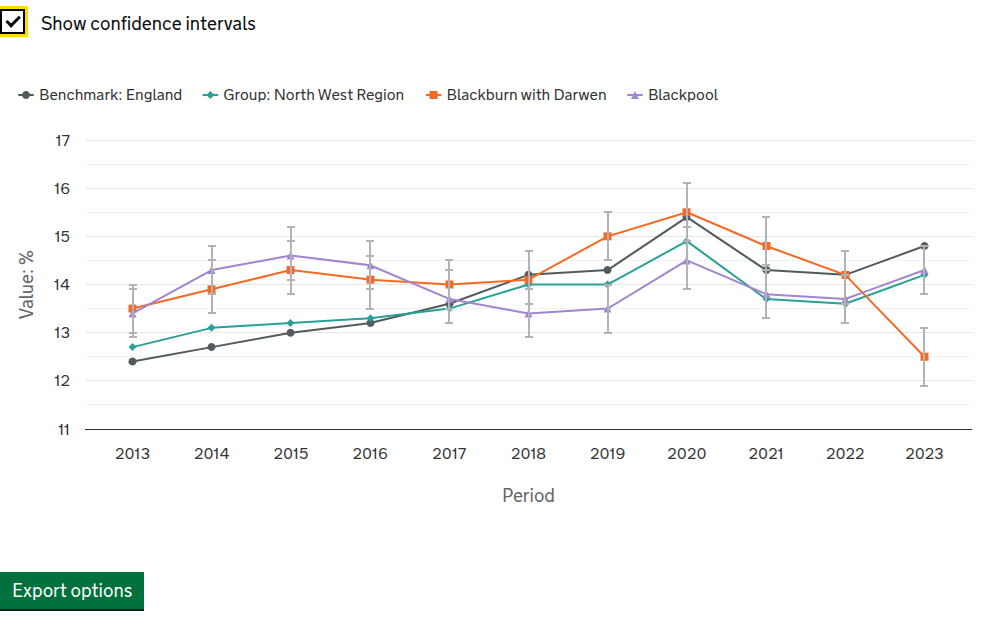 Show confidence intervals
Benchmark: England Group: North West Region Blackburn with Darwen Blackpool
17
16
15
14
13
12
11
Value: %
2013 2014 2015 2016 2017 2018 2019 2020 2021 2022 2023
Period
Export options